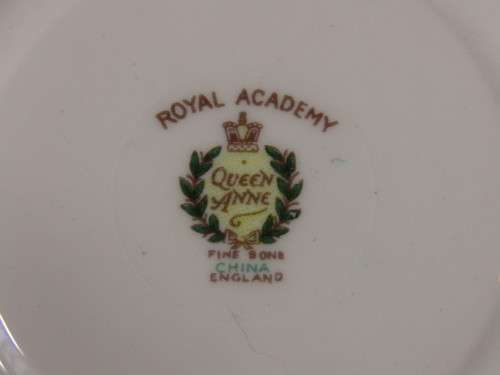 ROYAL ACADEMY
QUEEN
ANNE
FINE BONE
CHINA
ENGLAND